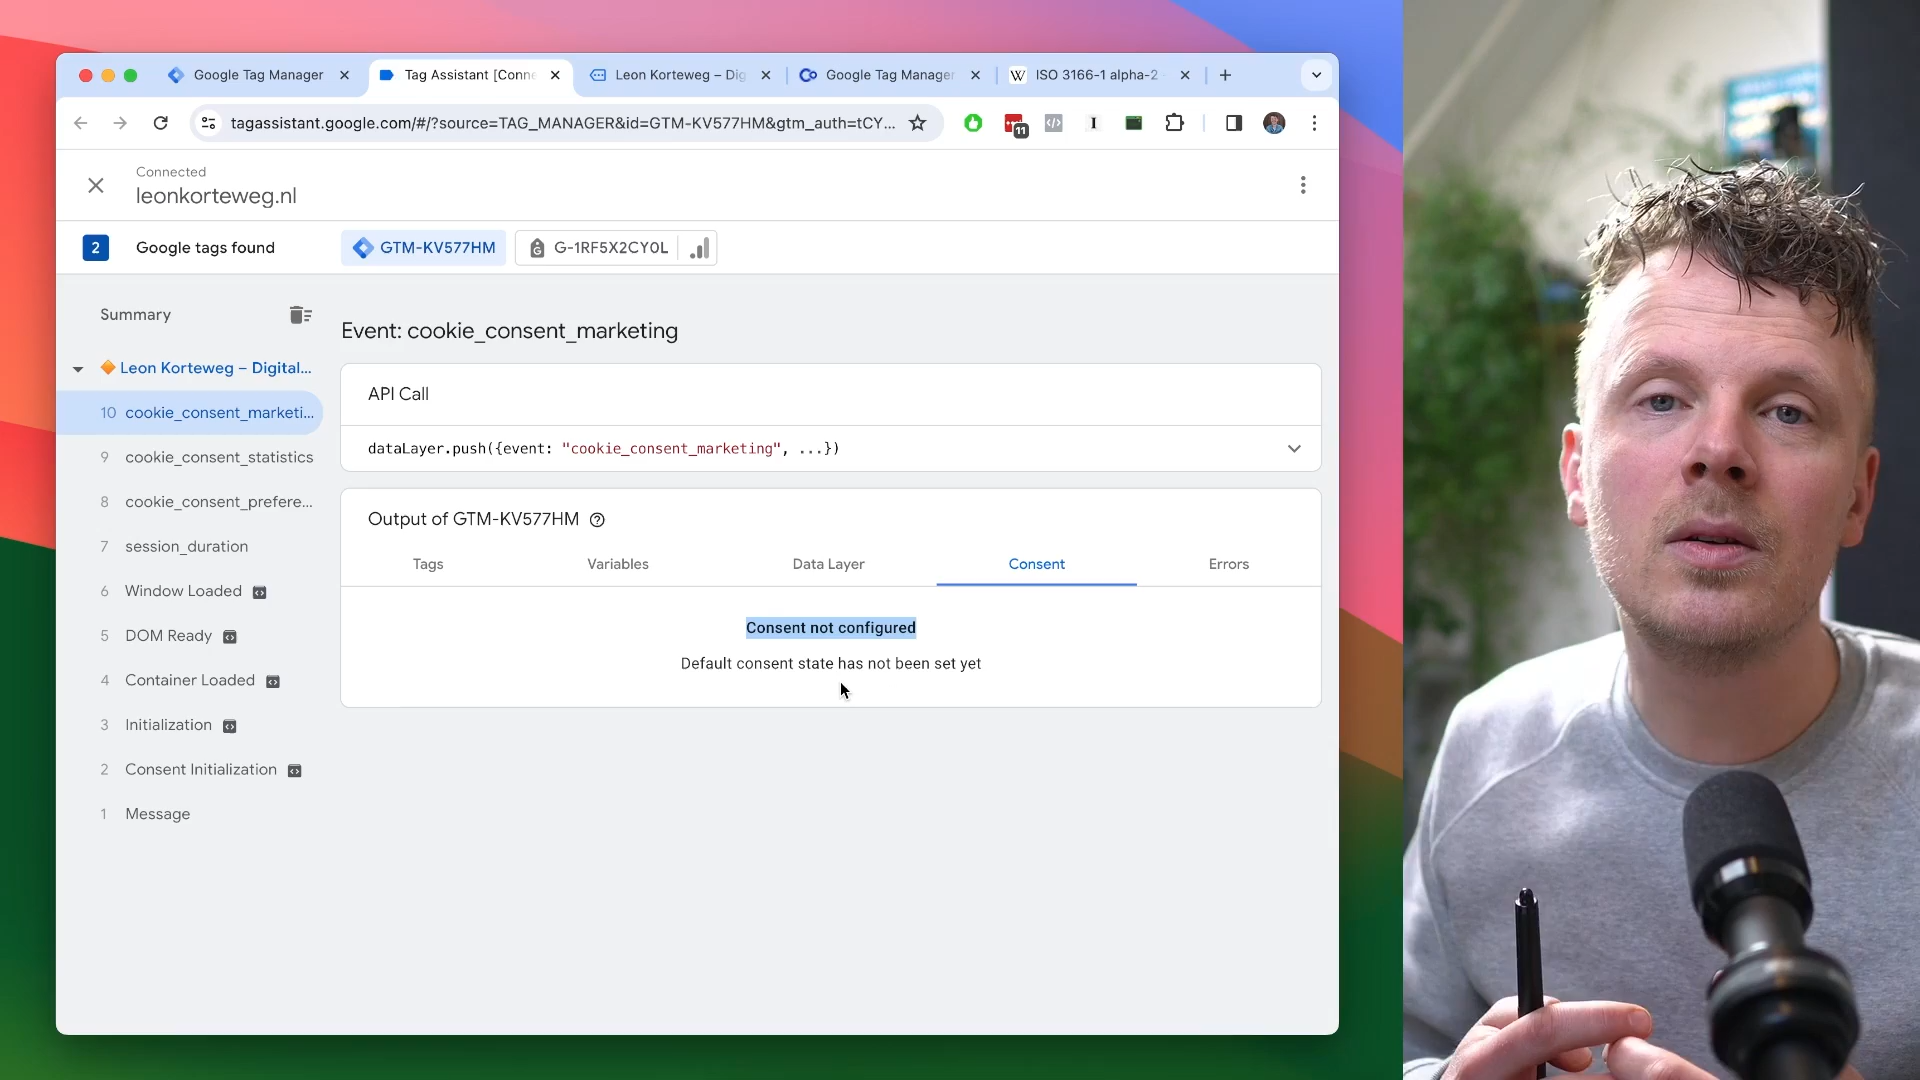 Google Tag Manager
Tag Assistant [Conne
Leon Korteweg – Dig
Google Tag Manager
ISO 3166-1 alpha-2
tagassistant.google.com/#/?source=TAG_MANAGER&id=GTM-KV577HM&gtm_auth=tCY...
11
Connected
leonkorteweg.nl
2 Google tags found
GTM-KV577HM
G-1RF5X2CY0L
Summary
Leon Korteweg – Digital...
10 cookie_consent_marketi...
9 cookie_consent_statistics
8 cookie_consent_prefere...
7 session_duration
6 Window Loaded
5 DOM Ready
4 Container Loaded
3 Initialization
2 Consent Initialization
1 Message
Event: cookie_consent_marketing
API Call
dataLayer.push({event: "cookie_consent_marketing", ...})
Output of GTM-KV577HM
Tags Variables Data Layer Consent Errors
Consent not configured
Default consent state has not been set yet